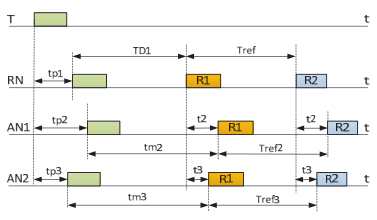 T t
TD1 Tref
tp1
RN R1 R2 t
tp2 t2 t2
AN1 R1 R2 t
tm2 Tref2
tp3 t3 t3
AN2 R1 R2 t
tm3 Tref3